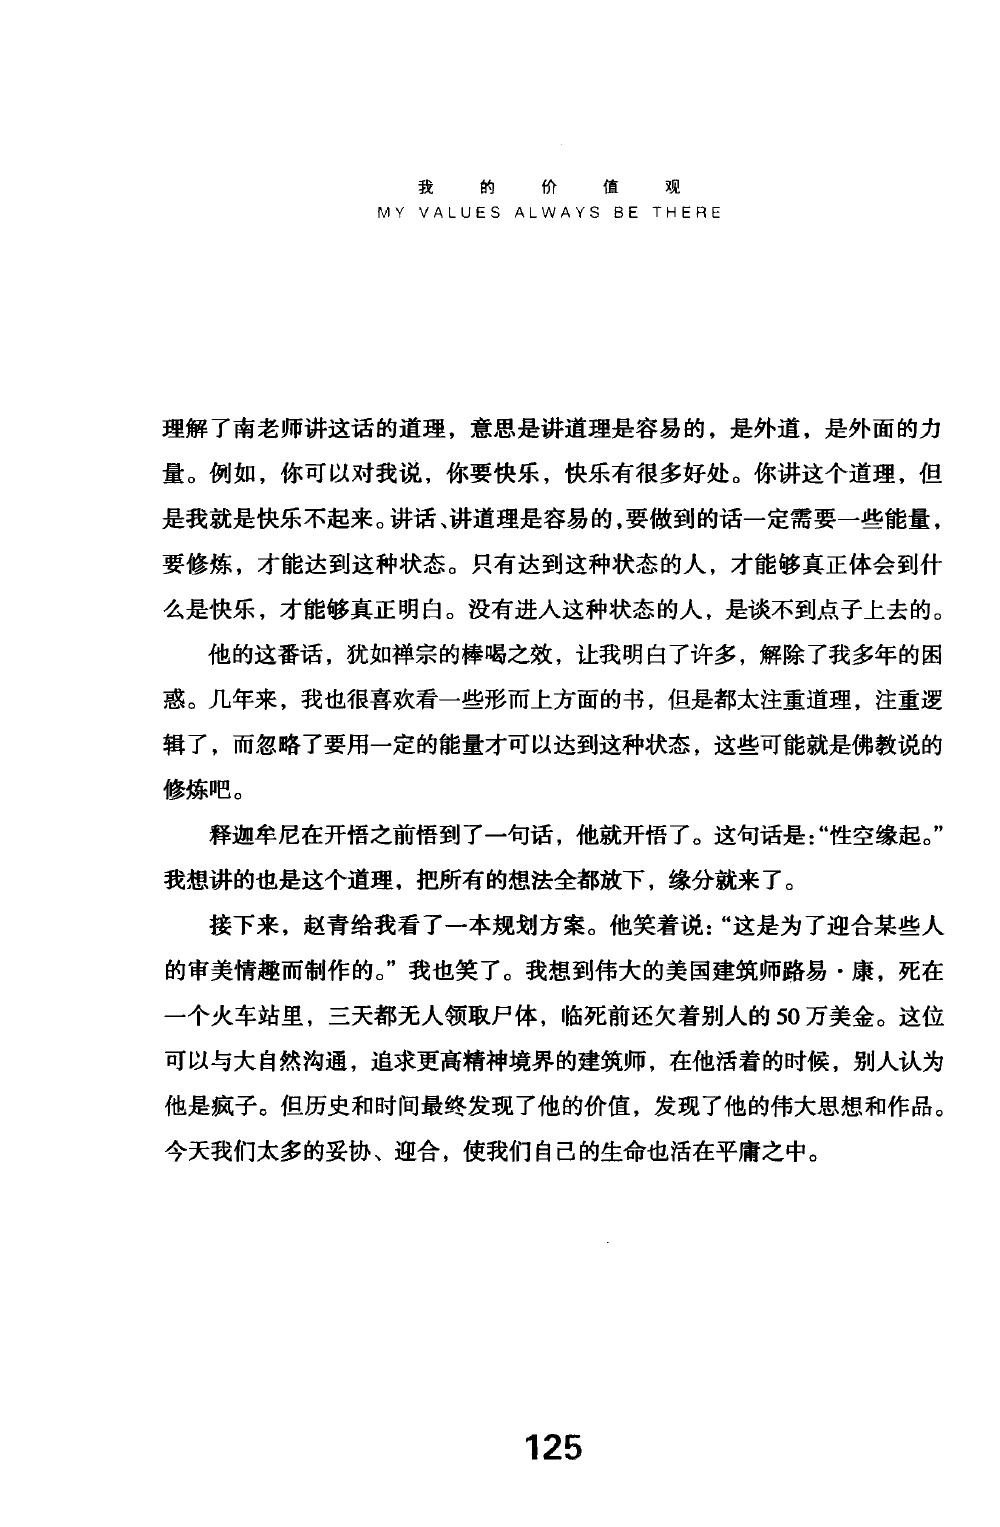 我的价值观
MY VALUES ALWAYS BE THERE
理解了南老师讲这话的道理，意思是讲道理是容易的，是外道，是外面的力
量。例如，你可以对我说，你要快乐，快乐有很多好处。你讲这个道理，但
是我就是快乐不起来。讲话、讲道理是容易的，要做到的话一定需要一些能量，
要修炼，才能达到这种状态。只有达到这种状态的人，才能够真正体会到什
么是快乐，才能够真正明白。没有进入这种状态的人，是谈不到点子上去的。
他的这番话，犹如禅宗的棒喝之效，让我明白了许多，解除了我多年的困
惑。几年来，我也很喜欢看一些形而上方面的书，但是都太注重道理，注重逻
辑了，而忽略了要用一定的能量才可以达到这种状态，这些可能就是佛教说的
修炼吧。
释迦牟尼在开悟之前悟到了一句话，他就开悟了。这句话是：“性空缘起。”
我想讲的也是这个道理，把所有的想法全都放下，缘分就来了。
接下来，赵青给我看了一本规划方案。他笑着说：“这是为了迎合某些人
的审美情趣而制作的。”我也笑了。我想到伟大的美国建筑师路易·康，死在
一个火车站里，三天都无人领取尸体，临死前还欠着别人的50万美金。这位
可以与大自然沟通，追求更高精神境界的建筑师，在他活着的时候，别人认为
他是疯子。但历史和时间最终发现了他的价值，发现了他的伟大思想和作品。
今天我们太多的妥协、迎合，使我们自己的生命也活在平庸之中。
125